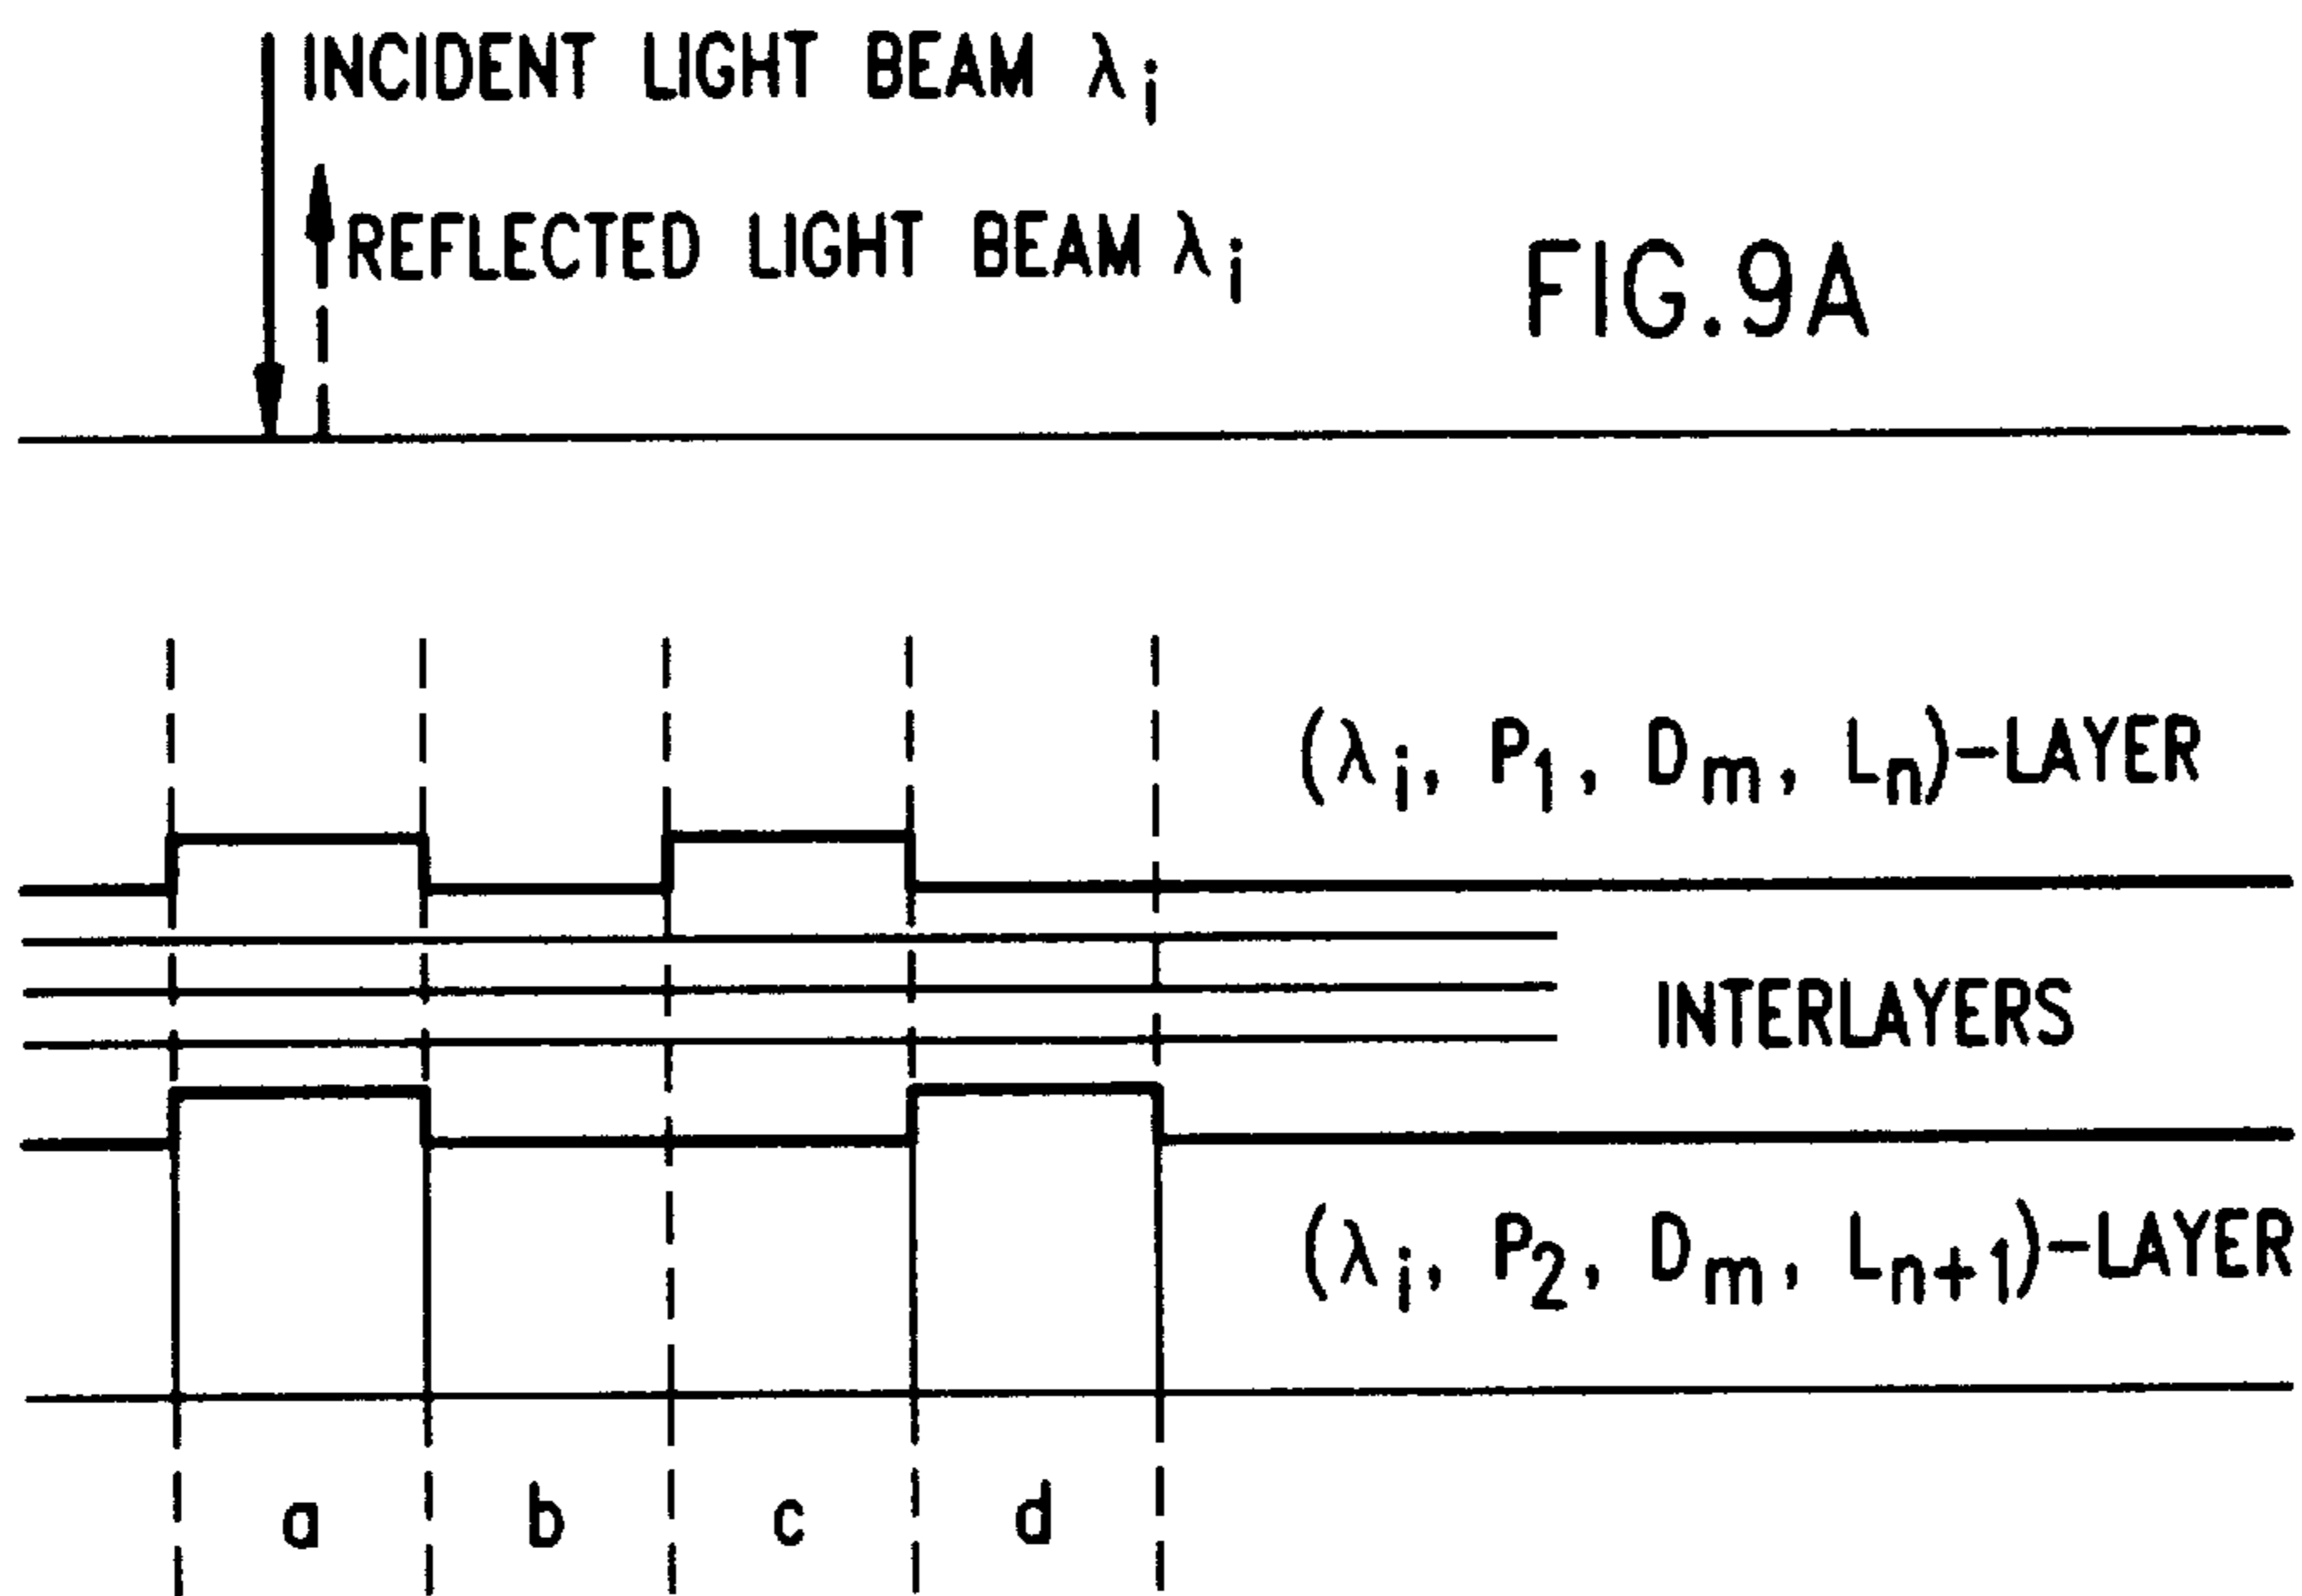 INCIDENT LIGHT BEAM λi
REFLECTED LIGHT BEAM λi
FIG.9A
(λi, P1, Dm, Ln)-LAYER
INTERLAYERS
(λi, P2, Dm, Ln+1)-LAYER
a b c d